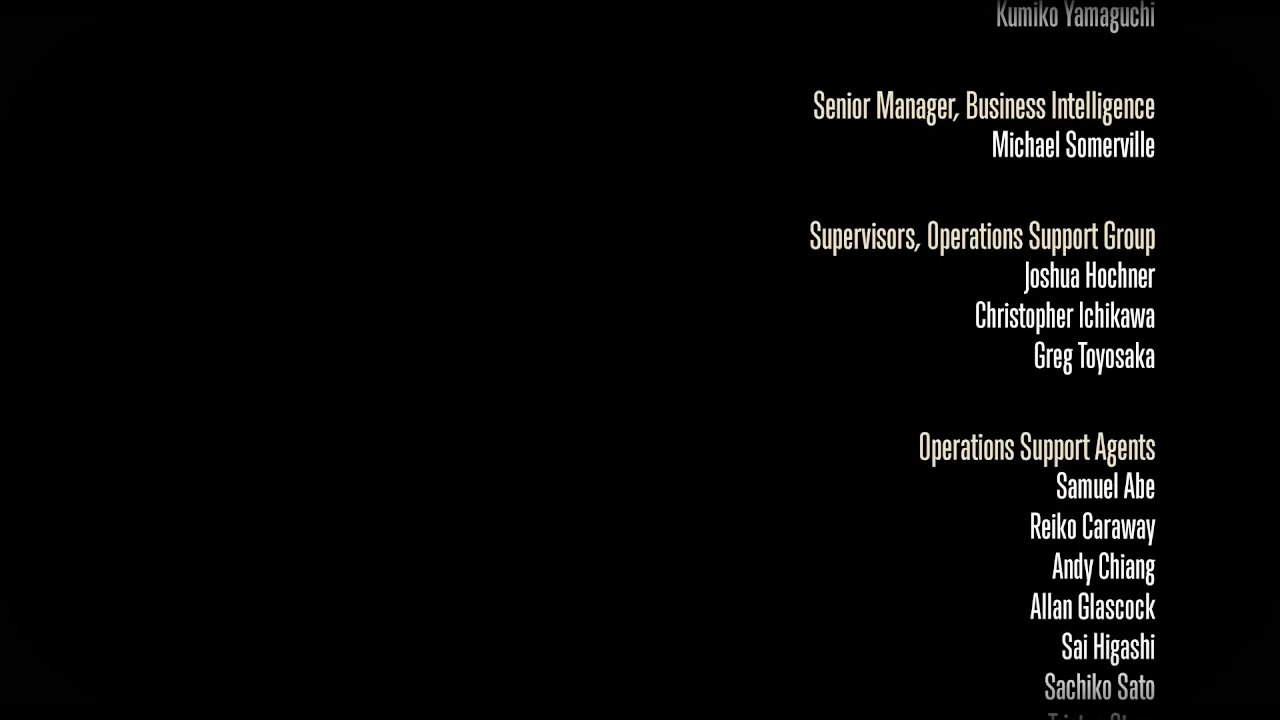 Kumiko Yamaguchi
Senior Manager, Business Intelligence
Michael Somerville
Supervisors, Operations Support Group
Joshua Hochner
Christopher Ichikawa
Greg Toyosaka
Operations Support Agents
Samuel Abe
Reiko Caraway
Andy Chiang
Allan Glascock
Sai Higashi
Sachiko Sato